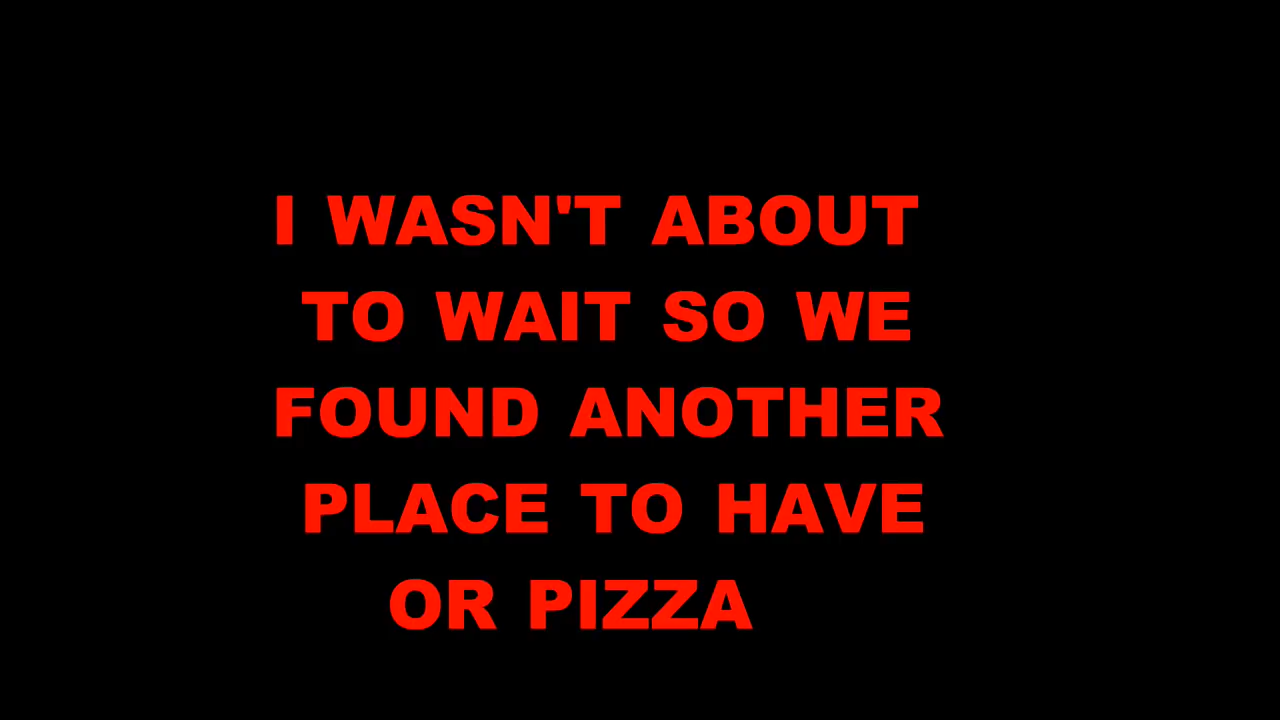 I WASN'T ABOUT
TO WAIT SO WE
FOUND ANOTHER
PLACE TO HAVE
OR PIZZA